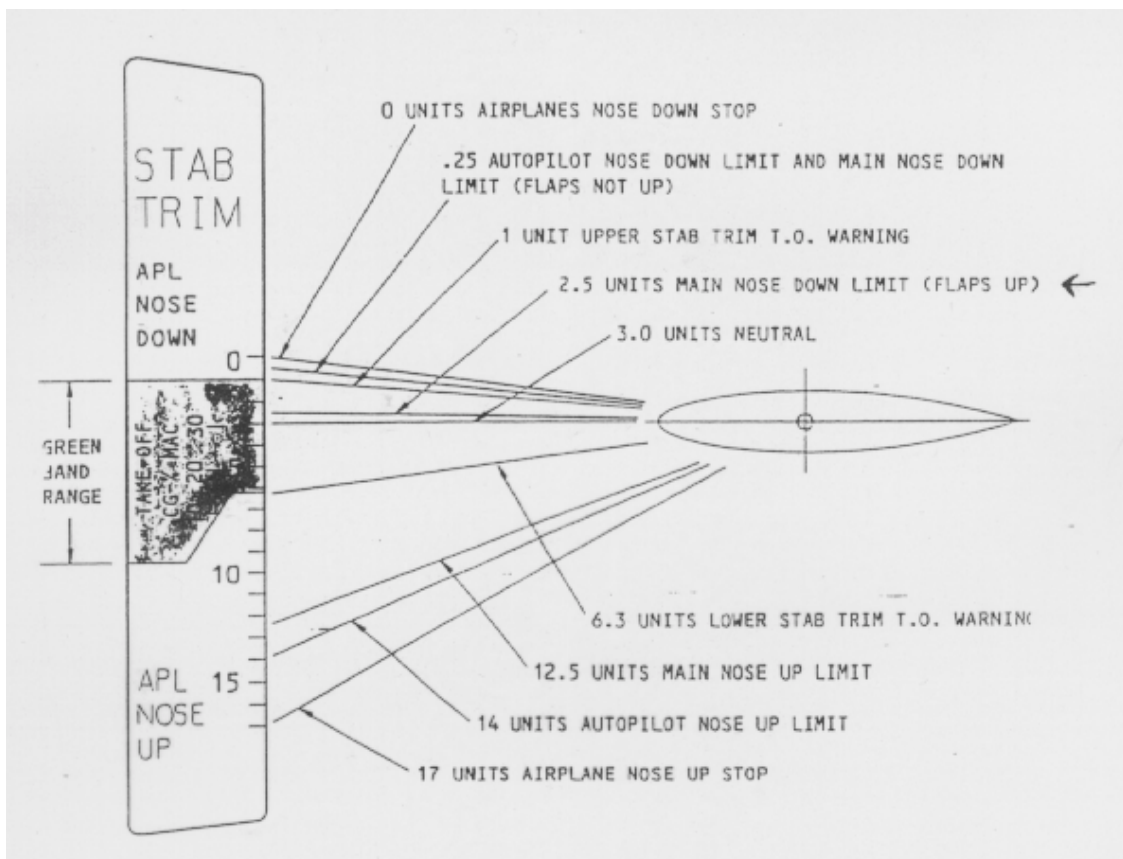 0 UNITS AIRPLANES NOSE DOWN STOP
.25 AUTOPILOT NOSE DOWN LIMIT AND MAIN NOSE DOWN
LIMIT (FLAPS NOT UP)
1 UNIT UPPER STAB TRIM T.O. WARNING
2.5 UNITS MAIN NOSE DOWN LIMIT (FLAPS UP)
3.0 UNITS NEUTRAL
STAB
TRIM
APL
NOSE
DOWN
0
GREEN
BAND
RANGE
TAKE-OFF
CG % MAC
20 30
10
6.3 UNITS LOWER STAB TRIM T.O. WARNING
12.5 UNITS MAIN NOSE UP LIMIT
14 UNITS AUTOPILOT NOSE UP LIMIT
17 UNITS AIRPLANE NOSE UP STOP
APL
NOSE
UP
15